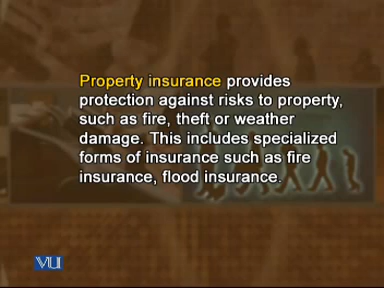 Property insurance provides
protection against risks to property,
such as fire, theft or weather
damage. This includes specialized
forms of insurance such as fire
insurance, flood insurance.
VU